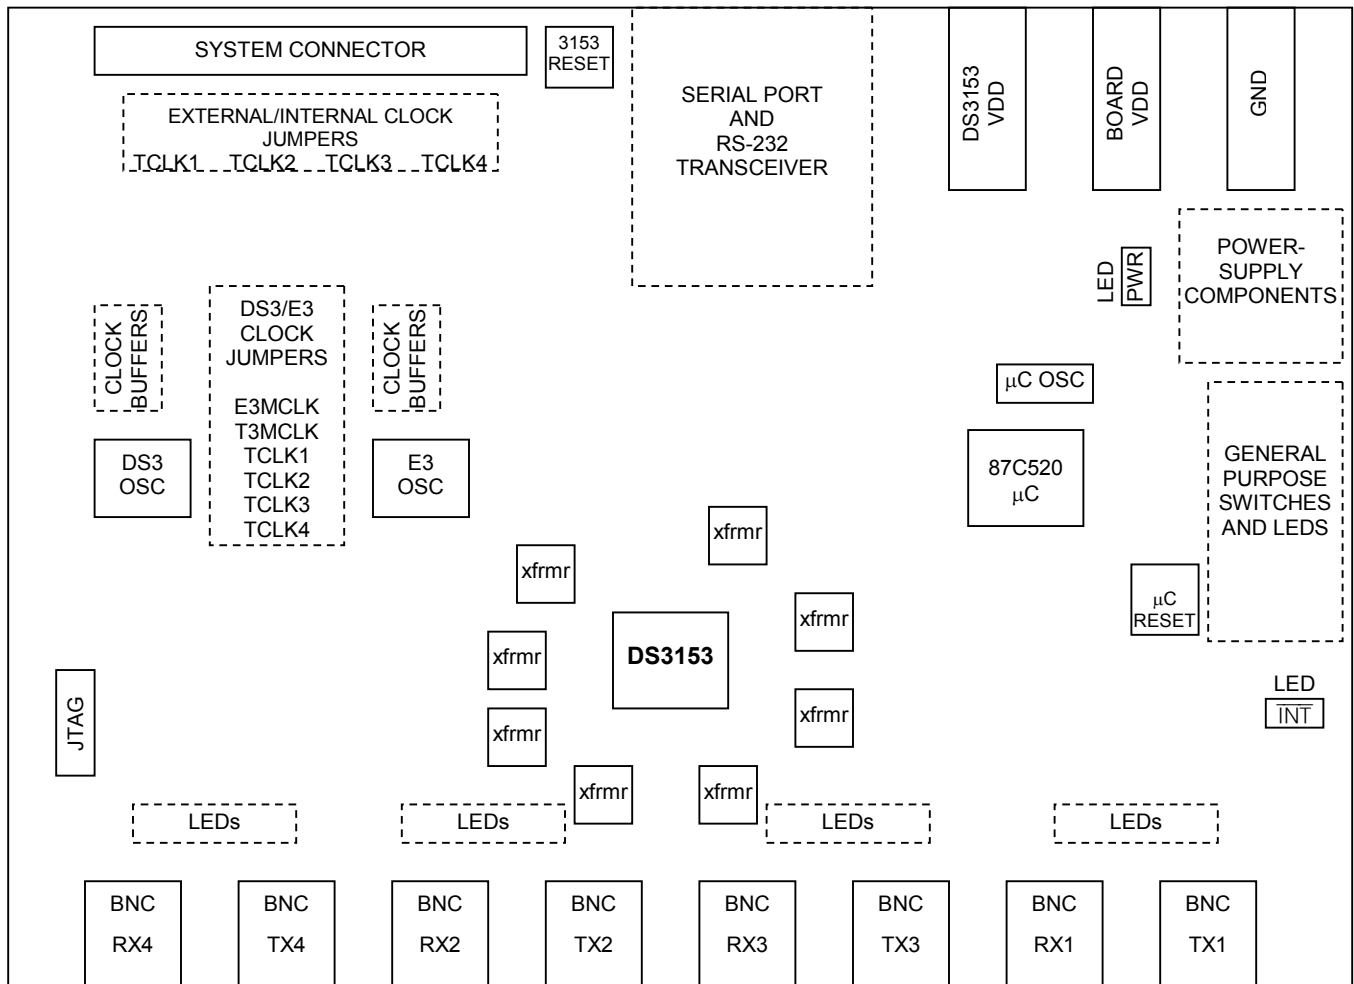 SYSTEM CONNECTOR
3153
RESET
EXTERNAL/INTERNAL CLOCK
JUMPERS
TCLK1 TCLK2 TCLK3 TCLK4
SERIAL PORT
AND
RS-232
TRANSCEIVER
DS3153
VDD
BOARD
VDD
GND
LED
PWR
POWER-
SUPPLY
COMPONENTS
CLOCK
BUFFERS
DS3/E3
CLOCK
JUMPERS
E3MCLK
T3MCLK
TCLK1
TCLK2
TCLK3
TCLK4
CLOCK
BUFFERS
DS3
OSC
E3
OSC
μC OSC
87C520
μC
GENERAL
PURPOSE
SWITCHES
AND LEDS
xfrmr
xfrmr
xfrmr
μC
RESET
DS3153
xfrmr
xfrmr
xfrmr
xfrmr
xfrmr
JTAG
LED
INT
LEDs
LEDs
LEDs
LEDs
BNC
RX4
BNC
TX4
BNC
RX2
BNC
TX2
BNC
RX3
BNC
TX3
BNC
RX1
BNC
TX1